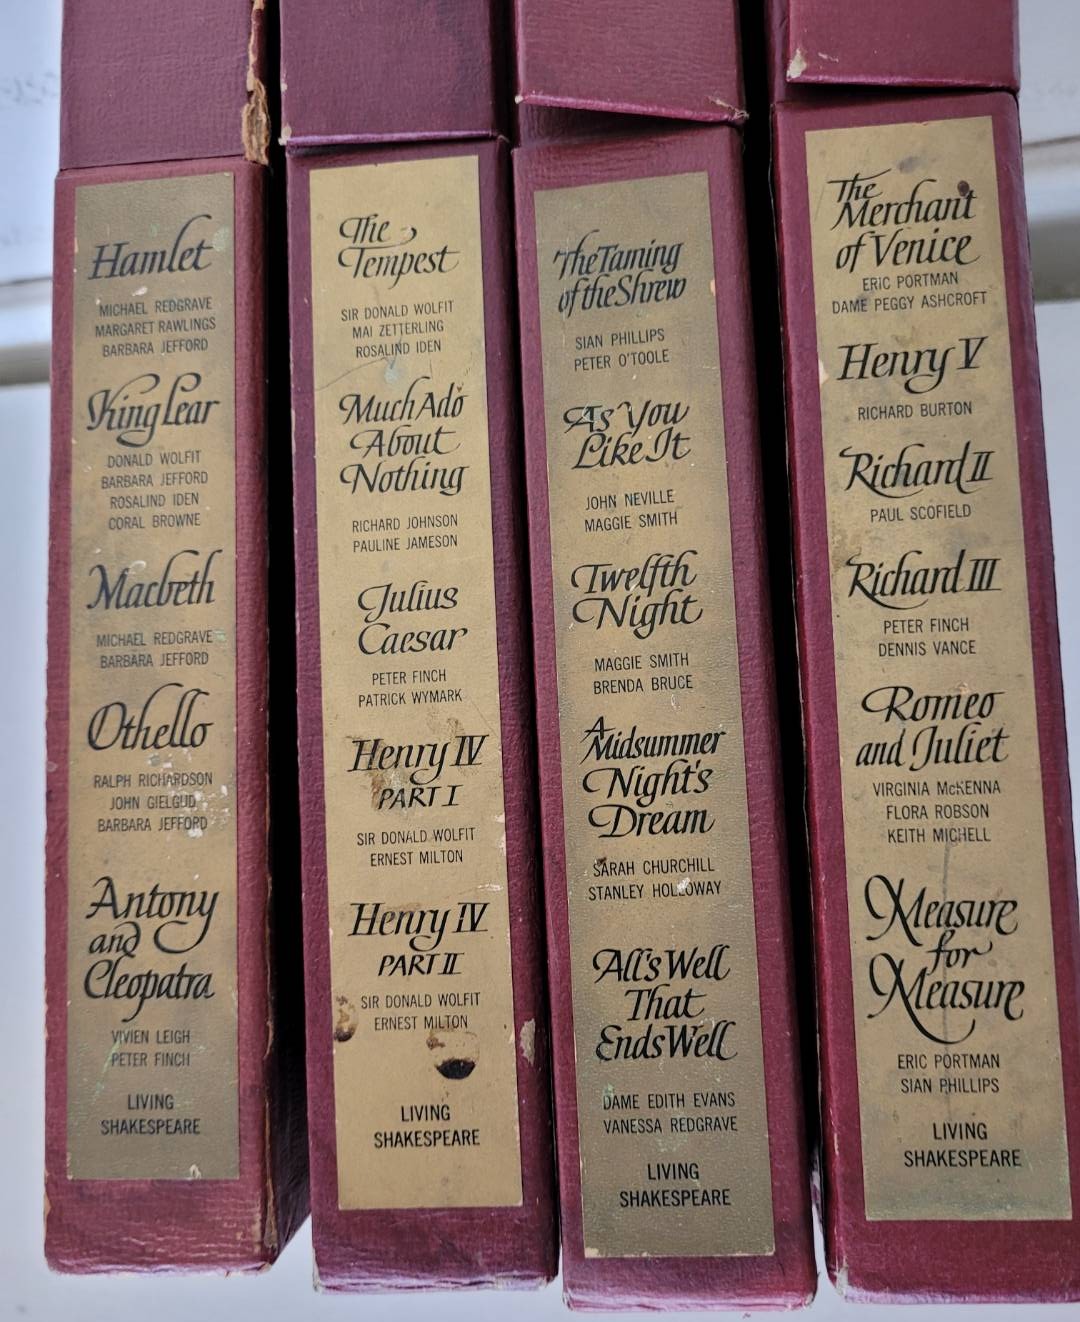 Hamlet
MICHAEL REDGRAVE
MARGARET RAWLINGS
BARBARA JEFFORD
King Lear
DONALD WOLFIT
BARBARA JEFFORD
ROSALIND IDEN
CORAL BROWNE
Macbeth
MICHAEL REDGRAVE
BARBARA JEFFORD
Othello
RALPH RICHARDSON
JOHN GIELGUD
BARBARA JEFFORD
Antony
and
Cleopatra
VIVIEN LEIGH
PETER FINCH
LIVING
SHAKESPEARE
The
Tempest
SIR DONALD WOLFIT
MAI ZETTERLING
ROSALIND IDEN
Much Ado
About
Nothing
RICHARD JOHNSON
PAULINE JAMESON
Julius
Caesar
PETER FINCH
PATRICK WYMARK
Henry IV
PART I
SIR DONALD WOLFIT
ERNEST MILTON
Henry IV
PART II
SIR DONALD WOLFIT
ERNEST MILTON
LIVING
SHAKESPEARE
The Taming
of the Shrew
SIAN PHILLIPS
PETER O'TOOLE
As You
Like It
JOHN NEVILLE
MAGGIE SMITH
Twelfth
Night
MAGGIE SMITH
BRENDA BRUCE
A
Midsummer
Night's
Dream
SARAH CHURCHILL
STANLEY HOLLOWAY
All's Well
That
Ends Well
DAME EDITH EVANS
VANESSA REDGRAVE
LIVING
SHAKESPEARE
The
Merchant
of Venice
ERIC PORTMAN
DAME PEGGY ASHCROFT
Henry V
RICHARD BURTON
Richard II
PAUL SCOFIELD
Richard III
PETER FINCH
DENNIS VANCE
Romeo
and Juliet
VIRGINIA McKENNA
FLORA ROBSON
KEITH MICHELL
Measure
for
Measure
ERIC PORTMAN
SIAN PHILLIPS
LIVING
SHAKESPEARE